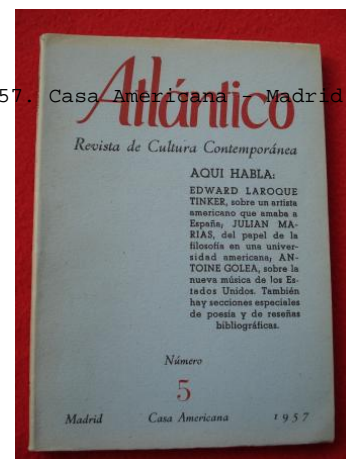 57. Casa Americana - Madrid
Atlántico
Revista de Cultura Contemporánea
AQUI HABLA:
EDWARD LAROQUE
TINKER, sobre un artista
americano que amaba a
España; JULIAN MA-
RIAS, del papel de la
filosofía en una univer-
sidad americana; AN-
TOINE GOLEA, sobre la
nueva música de los Es-
tados Unidos. También
hay secciones especiales
de poesía y de reseñas
bibliográficas.
Número
5
Madrid Casa Americana 1957